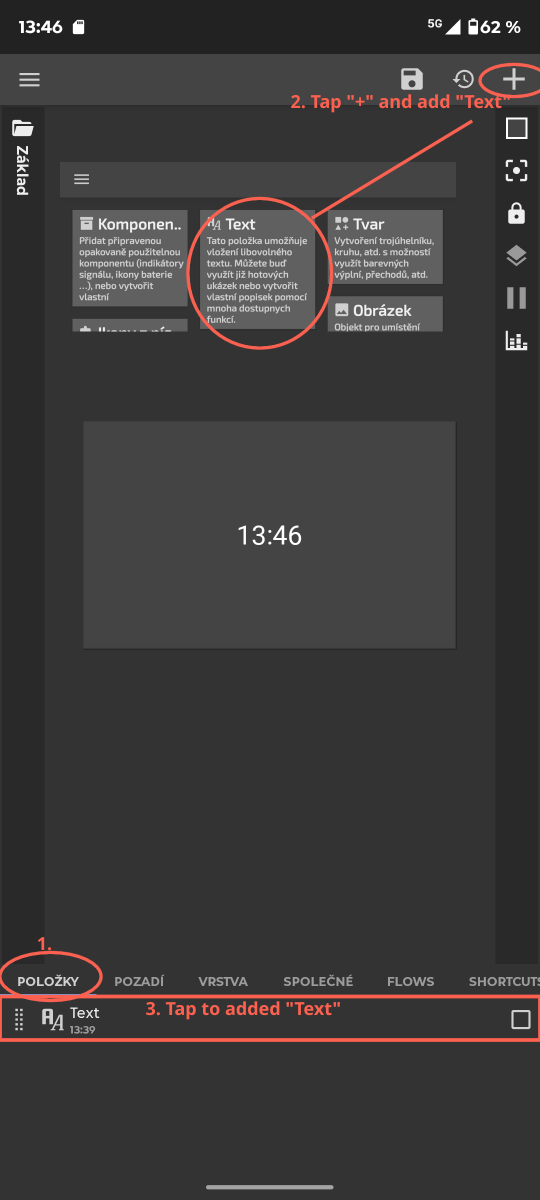 13:46
5G
62 %
2. Tap "+" and add "Text"
Základ
Komponen..
Přidat připravenou
opakovaně použitelnou
komponentu (indikátory
signálu, ikony baterie
...), nebo vytvořit
vlastní
Text
Tato položka umožňuje
vložení libovolného
textu. Můžete buď
využít již hotových
ukázek nebo vytvořit
vlastní popisek pomocí
mnoha dostupnych
funkcí.
Tvar
Vytvoření trojúhelníku,
kruhu, atd. s možností
využít barevných
výplní, přechodů, atd.
Obrázek
Objekt pro umístění
13:46
1.
POLOŽKY
POZADÍ
VRSTVA
SPOLEČNÉ
FLOWS
SHORTCUTS
3. Tap to added "Text"
Text
13:39